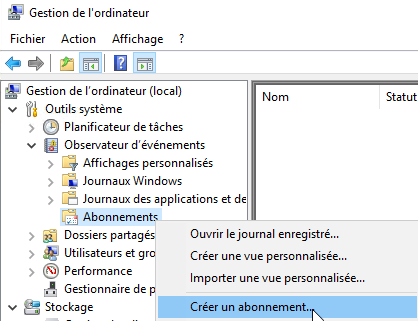 Gestion de l'ordinateur
Fichier Action Affichage ?
Gestion de l'ordinateur (local)
Outils système
Planificateur de tâches
Observateur d'événements
Affichages personnalisés
Journaux Windows
Journaux des applications et de
Abonnements
Dossiers partagés
Utilisateurs et gro
Performance
Gestionnaire de p
Stockage
Nom Statut
Ouvrir le journal enregistré...
Créer une vue personnalisée...
Importer une vue personnalisée...
Créer un abonnement...